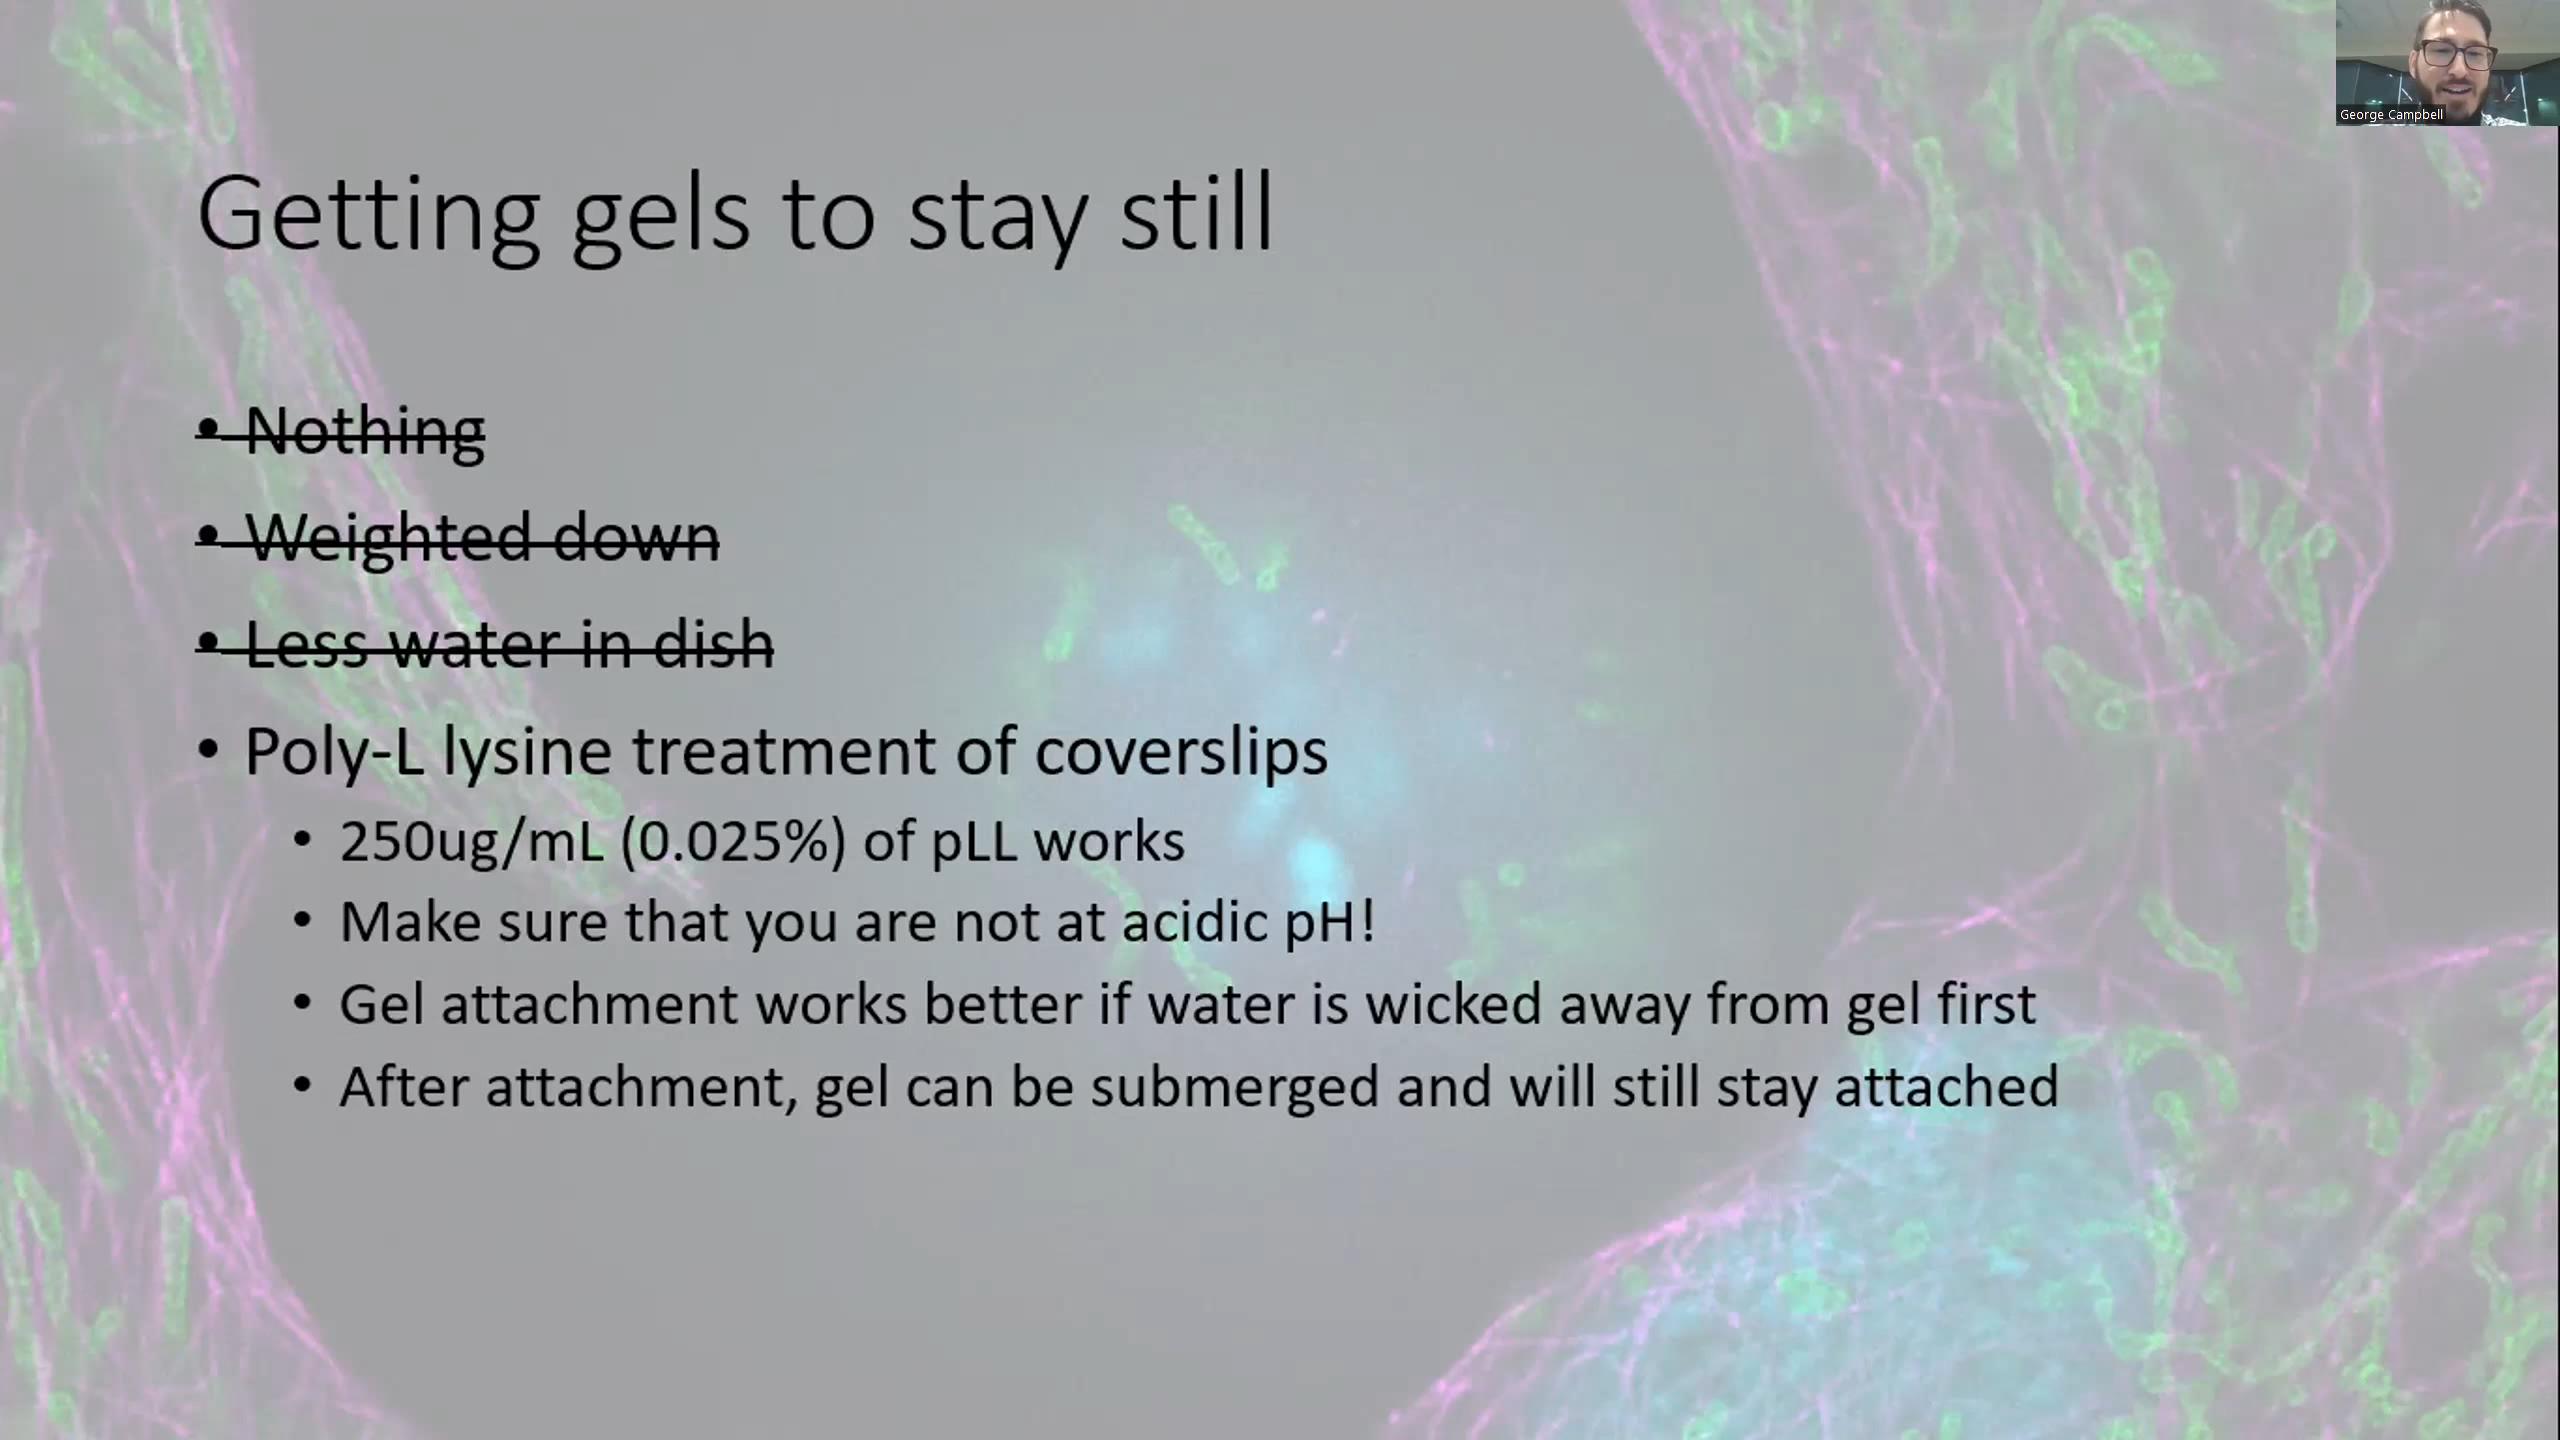 George Campbell
Getting gels to stay still
• Nothing
• Weighted down
• Less water in dish
• Poly-L lysine treatment of coverslips
• 250ug/mL (0.025%) of pLL works
• Make sure that you are not at acidic pH!
• Gel attachment works better if water is wicked away from gel first
• After attachment, gel can be submerged and will still stay attached